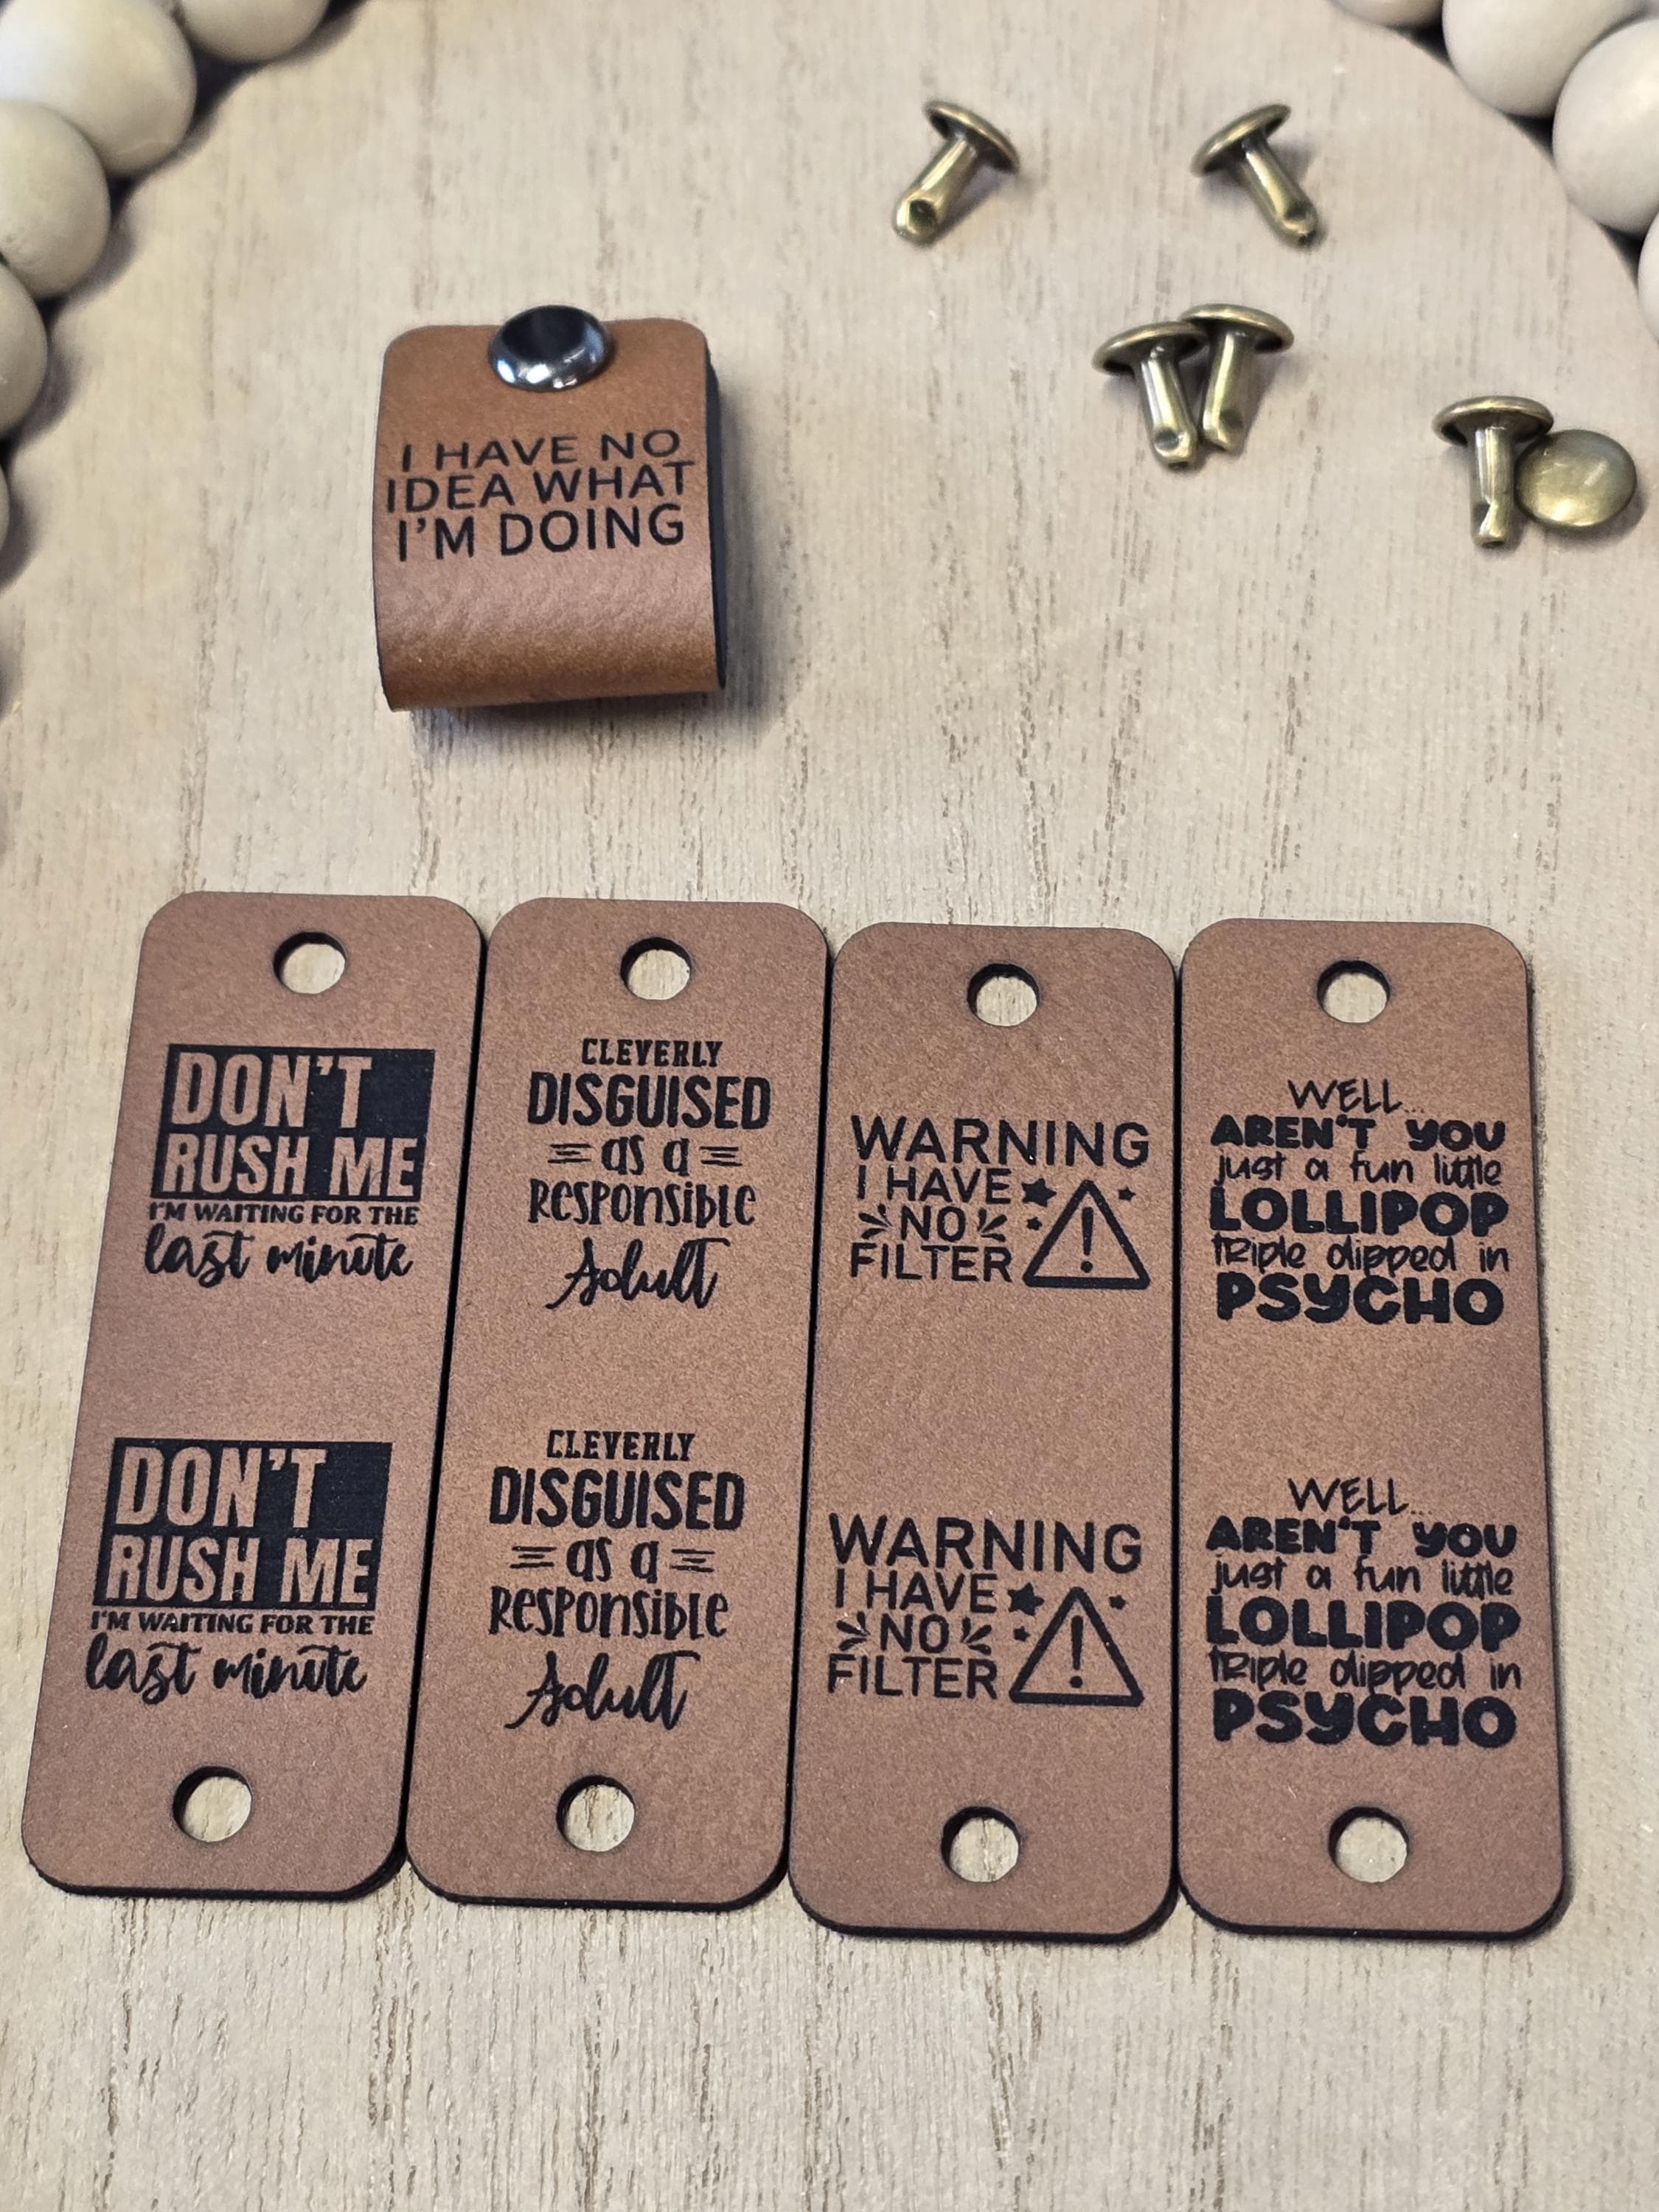 I HAVE NO
IDEA WHAT
I'M DOING
DON'T
RUSH ME
I'M WAITING FOR THE
last minute
DON'T
RUSH ME
I'M WAITING FOR THE
last minute
CLEVERLY
DISGUISED
as a
RESPONSIBLE
Adult
CLEVERLY
DISGUISED
as a
RESPONSIBLE
Adult
WARNING
I HAVE
NO
FILTER
!
WARNING
I HAVE
NO
FILTER
!
WELL...
AREN'T YOU
just a fun little
LOLLIPOP
triple dipped in
PSYCHO
WELL...
AREN'T YOU
just a fun little
LOLLIPOP
triple dipped in
PSYCHO